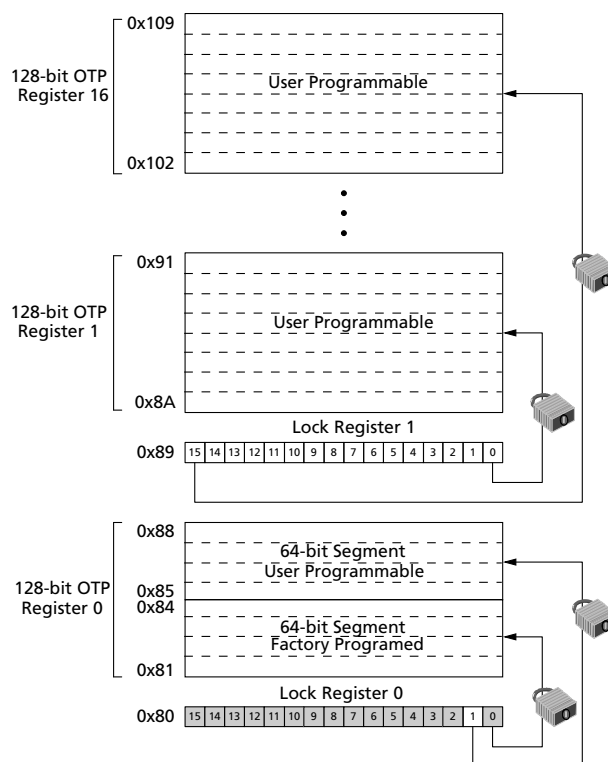 0x109
128-bit OTP
Register 16
User Programmable
0x102
0x91
128-bit OTP
Register 1
User Programmable
0x8A
Lock Register 1
0x89
15 14 13 12 11 10 9 8 7 6 5 4 3 2 1 0
0x88
64-bit Segment
User Programmable
128-bit OTP
Register 0
0x85
0x84
64-bit Segment
Factory Programed
0x81
Lock Register 0
0x80
15 14 13 12 11 10 9 8 7 6 5 4 3 2 1 0